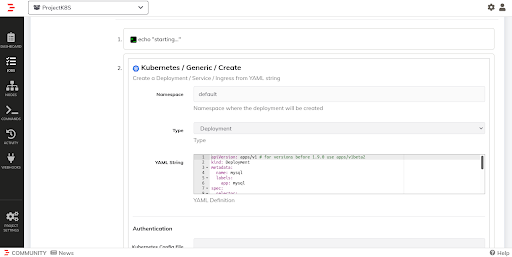 ProjectK8S
1. echo "starting..."
2. Kubernetes / Generic / Create
Create a Deployment / Service / Ingress from YAML string
Namespace
default
Namespace where the deployment will be created
Type
Deployment
Type
YAML String
1 apiVersion: apps/v1 # for versions before 1.9.0 use apps/v1beta2
2 kind: Deployment
3 metadata:
4 name: mysql
5 labels:
6 app: mysql
7 spec:
8 selector:
YAML Definition
Authentication
Kubernetes Config File
DASHBOARD
JOBS
NODES
COMMANDS
ACTIVITY
WEBHOOKS
PROJECT
SETTINGS
COMMUNITY
News
Help